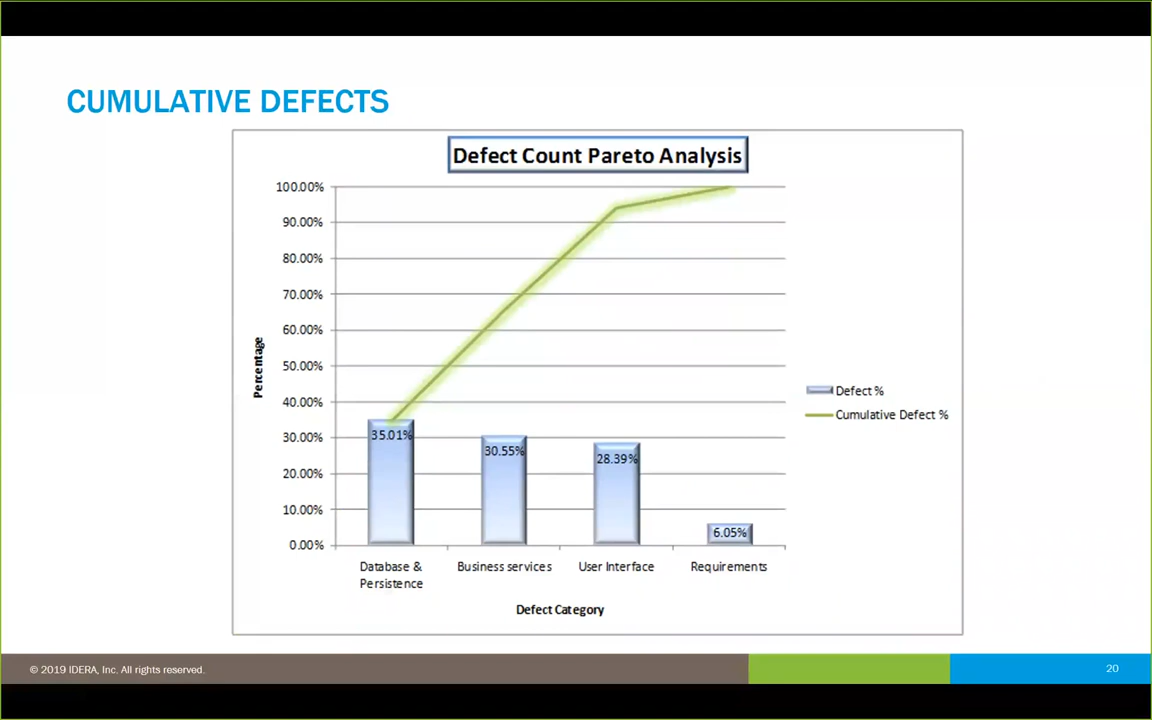 CUMULATIVE DEFECTS
Defect Count Pareto Analysis
100.00%
90.00%
80.00%
70.00%
60.00%
50.00%
40.00%
30.00%
20.00%
10.00%
0.00%
Percentage
35.01%
30.55%
28.39%
6.05%
Database &
Persistence
Business services
User Interface
Requirements
Defect Category
Defect %
Cumulative Defect %
© 2019 IDERA, Inc. All rights reserved.
20